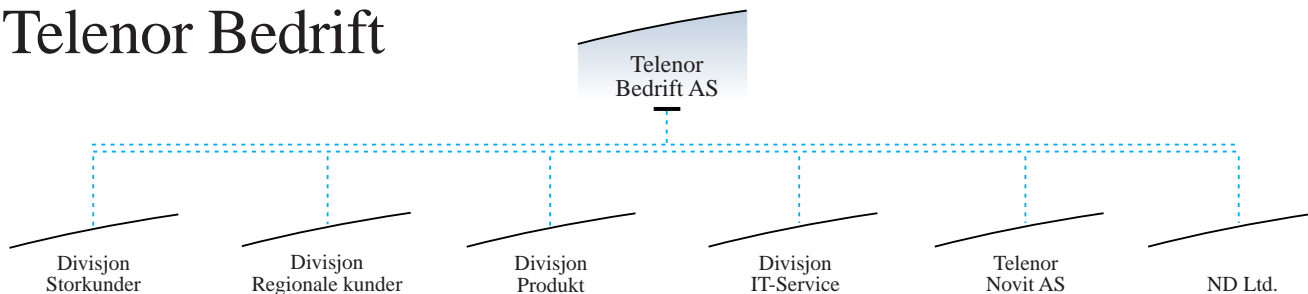 Telenor Bedrift
Telenor
Bedrift AS
Divisjon
Storkunder
Divisjon
Regionale kunder
Divisjon
Produkt
Divisjon
IT-Service
Telenor
Novit AS
ND Ltd.